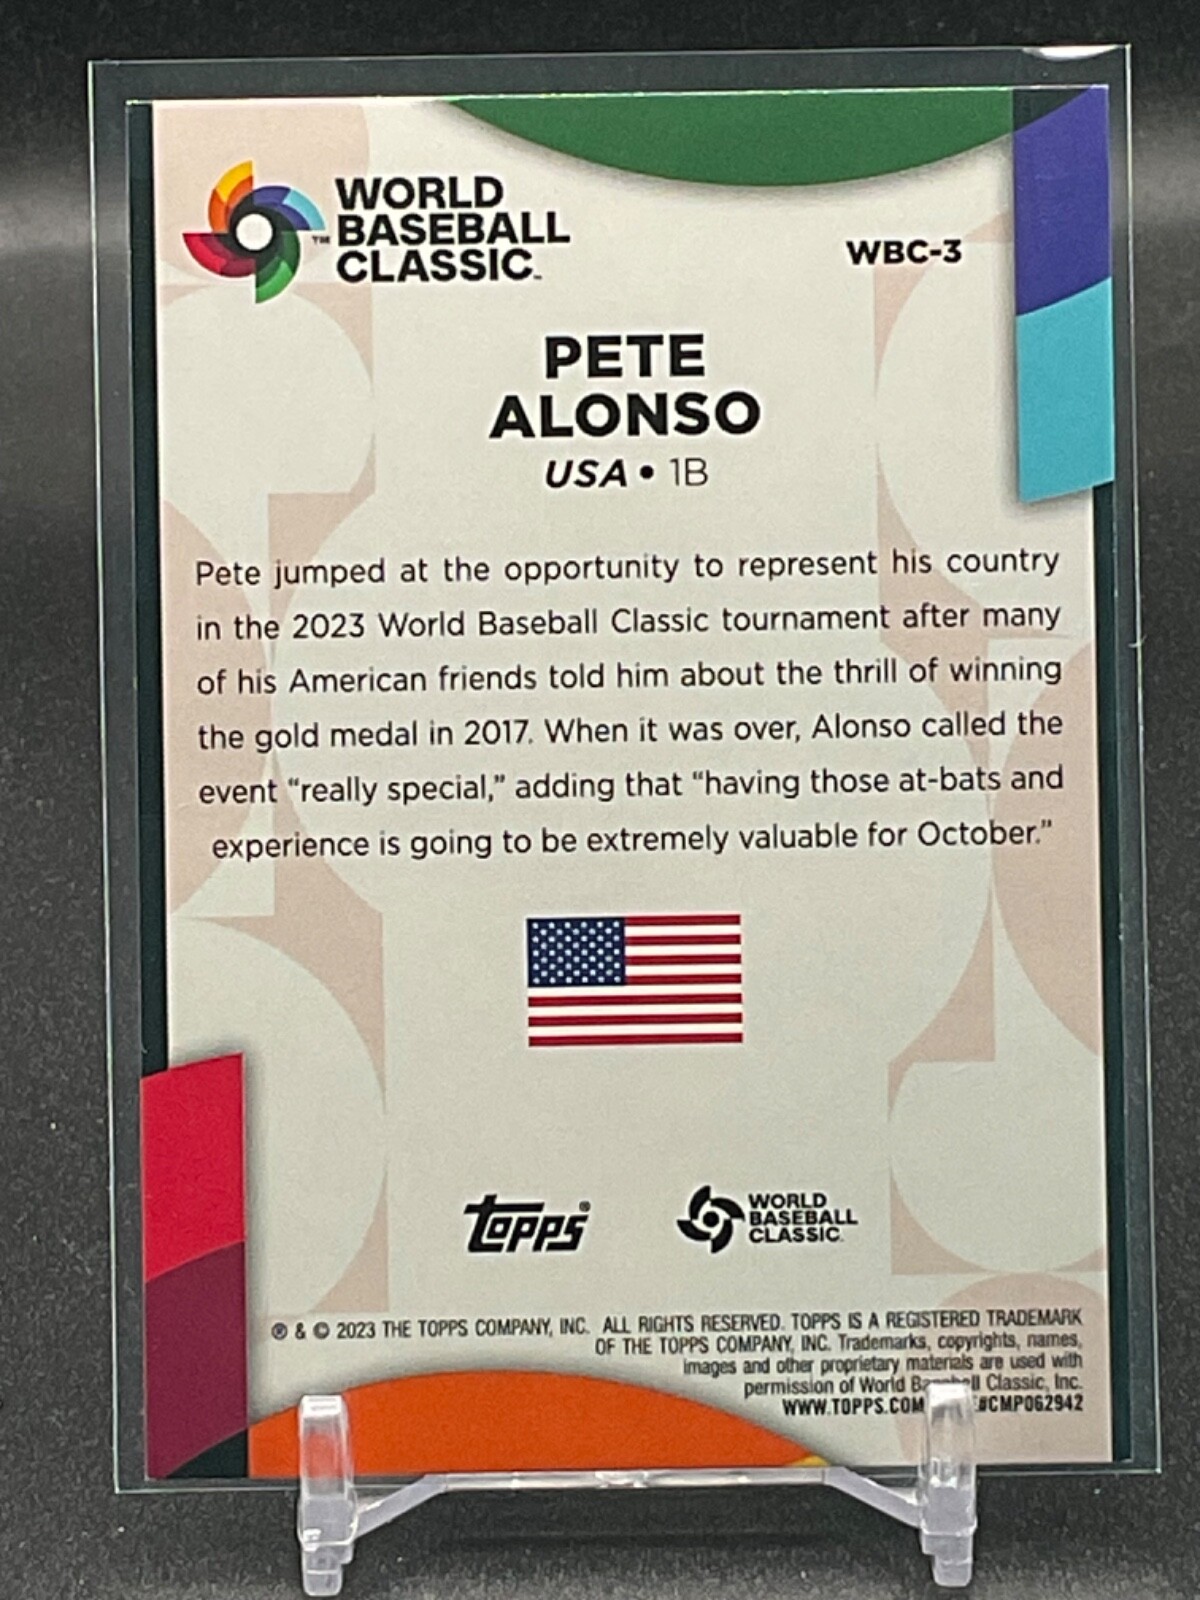 WORLD
BASEBALL
CLASSIC™
WBC-3
PETE
ALONSO
USA • 1B
Pete jumped at the opportunity to represent his country
in the 2023 World Baseball Classic tournament after many
of his American friends told him about the thrill of winning
the gold medal in 2017. When it was over, Alonso called the
event “really special,” adding that “having those at-bats and
experience is going to be extremely valuable for October.”
Topps®
WORLD
BASEBALL
CLASSIC
® & © 2023 THE TOPPS COMPANY, INC. ALL RIGHTS RESERVED. TOPPS IS A REGISTERED TRADEMARK
OF THE TOPPS COMPANY, INC. Trademarks, copyrights, names,
images and other proprietary materials are used with
permission of World Baseball Classic, Inc.
WWW.TOPPS.COM #CMP062942